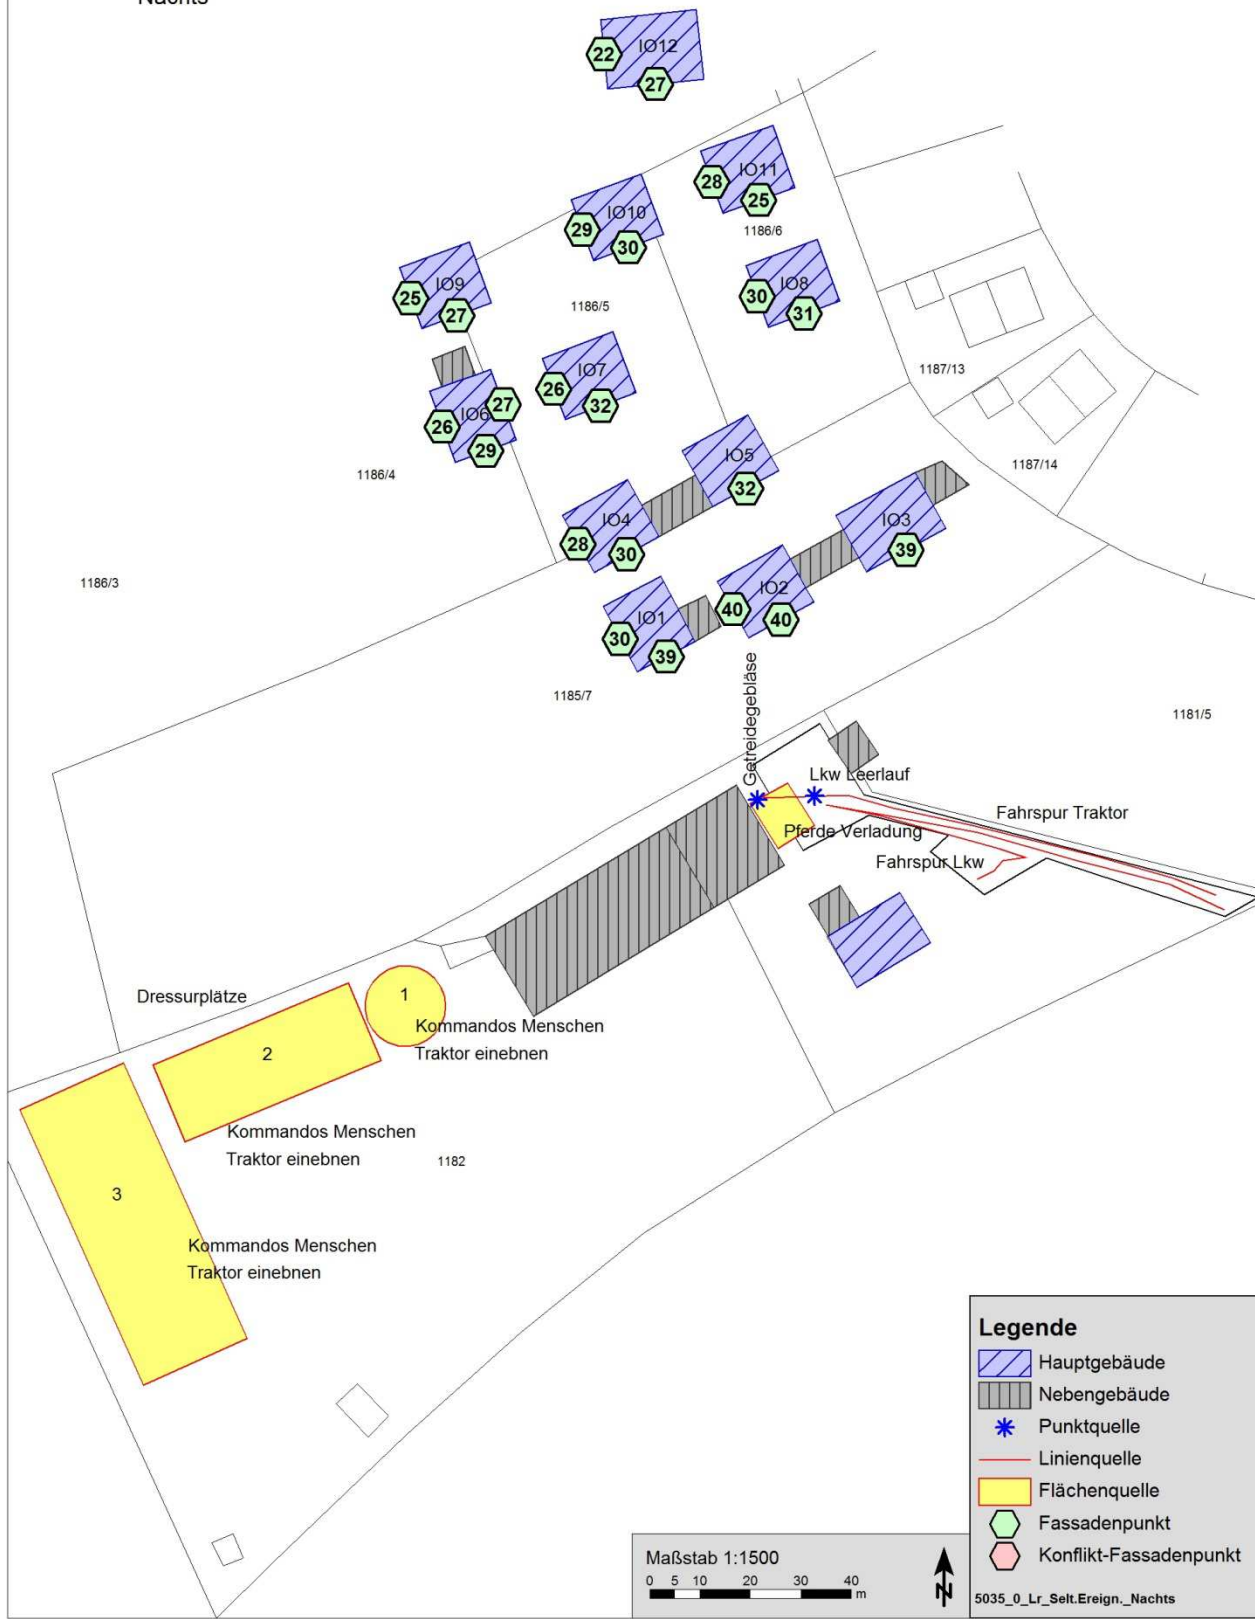 Nachts
IO12
22
27
IO11
28
25
1186/6
IO10
29
30
IO9
25
27
1186/5
IO8
30
31
IO7
26
32
IO6
27
26
29
1187/13
1187/14
1186/4
IO5
32
IO4
28
30
IO3
39
IO2
40
40
IO1
30
39
1186/3
1185/7
1181/5
Getreidegebläse
Lkw Leerlauf
Pferde Verladung
Fahrspur Traktor
Fahrspur Lkw
Dressurplätze
1
Kommandos Menschen
Traktor einebnen
2
Kommandos Menschen
Traktor einebnen
1182
3
Kommandos Menschen
Traktor einebnen
Legende
Hauptgebäude
Nebengebäude
Punktquelle
Linienquelle
Flächenquelle
Fassadenpunkt
Konflikt-Fassadenpunkt
5035_0_Lr_Selt.Ereign._Nachts
Maßstab 1:1500
0 5 10 20 30 40
m
N